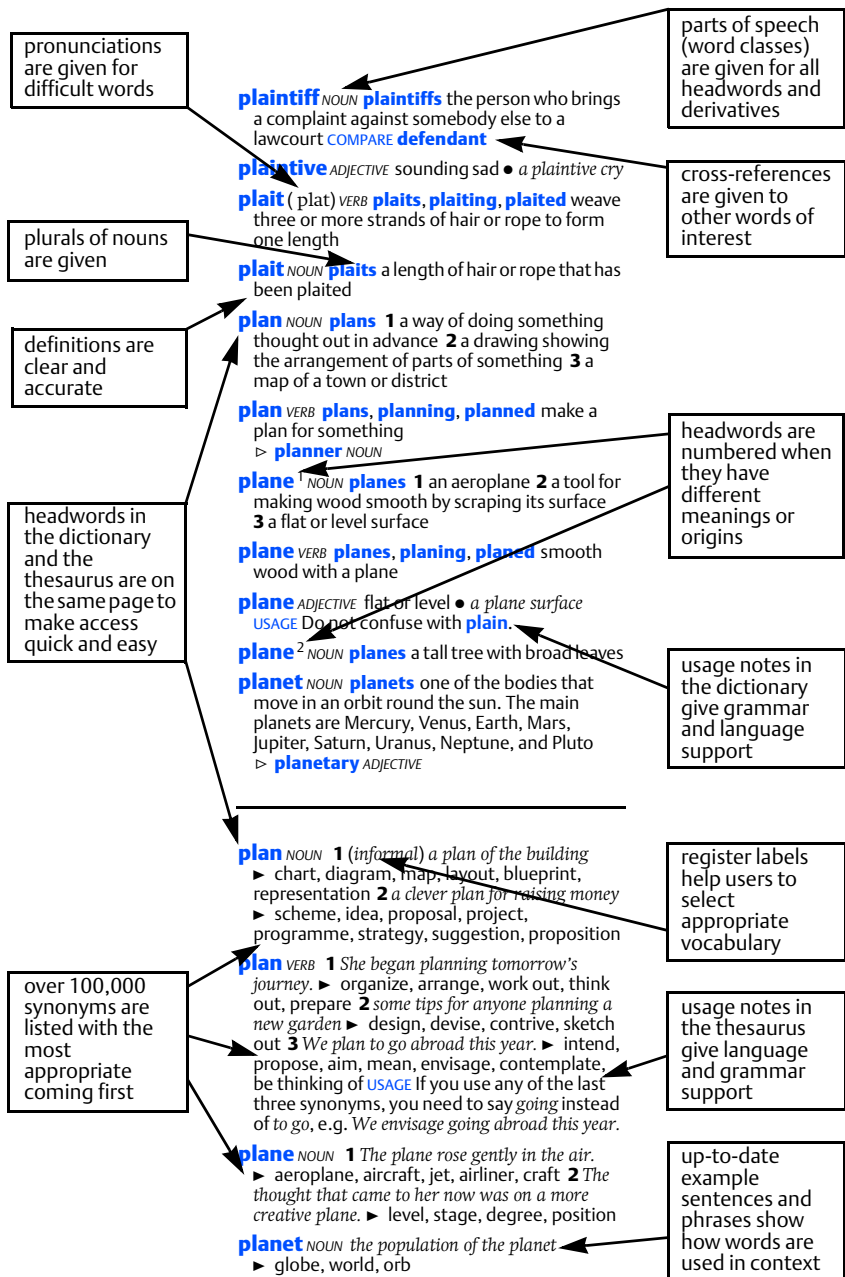 pronunciations
are given for
difficult words
plurals of nouns
are given
definitions are
clear and
accurate
headwords in
the dictionary
and the
thesaurus are on
the same page to
make access
quick and easy
over 100,000
synonyms are
listed with the
most
appropriate
coming first
plaintiff NOUN plaintiffs the person who brings
a complaint against somebody else to a
lawcourt COMPARE defendant
plaintive ADJECTIVE sounding sad ● a plaintive cry
plait ( plat) VERB plaits, plaiting, plaited weave
three or more strands of hair or rope to form
one length
plait NOUN plaits a length of hair or rope that has
been plaited
plan NOUN plans 1 a way of doing something
thought out in advance 2 a drawing showing
the arrangement of parts of something 3 a
map of a town or district
plan VERB plans, planning, planned make a
plan for something
▷ planner NOUN
plane 1 NOUN planes 1 an aeroplane 2 a tool for
making wood smooth by scraping its surface
3 a flat or level surface
plane VERB planes, planing, planed smooth
wood with a plane
plane ADJECTIVE flat or level ● a plane surface
USAGE Do not confuse with plain.
plane 2 NOUN planes a tall tree with broad leaves
planet NOUN planets one of the bodies that
move in an orbit round the sun. The main
planets are Mercury, Venus, Earth, Mars,
Jupiter, Saturn, Uranus, Neptune, and Pluto
▷ planetary ADJECTIVE
plan NOUN 1 (informal) a plan of the building
► chart, diagram, map, layout, blueprint,
representation 2 a clever plan for raising money
► scheme, idea, proposal, project,
programme, strategy, suggestion, proposition
plan VERB 1 She began planning tomorrow's
journey. ► organize, arrange, work out, think
out, prepare 2 some tips for anyone planning a
new garden ► design, devise, contrive, sketch
out 3 We plan to go abroad this year. ► intend,
propose, aim, mean, envisage, contemplate,
be thinking of USAGE If you use any of the last
three synonyms, you need to say going instead
of to go, e.g. We envisage going abroad this year.
plane NOUN 1 The plane rose gently in the air.
► aeroplane, aircraft, jet, airliner, craft 2 The
thought that came to her now was on a more
creative plane. ► level, stage, degree, position
planet NOUN the population of the planet
► globe, world, orb
parts of speech
(word classes)
are given for all
headwords and
derivatives
cross-references
are given to
other words of
interest
headwords are
numbered when
they have
different
meanings or
origins
usage notes in
the dictionary
give grammar
and language
support
register labels
help users to
select
appropriate
vocabulary
usage notes in
the thesaurus
give language
and grammar
support
up-to-date
example
sentences and
phrases show
how words are
used in context